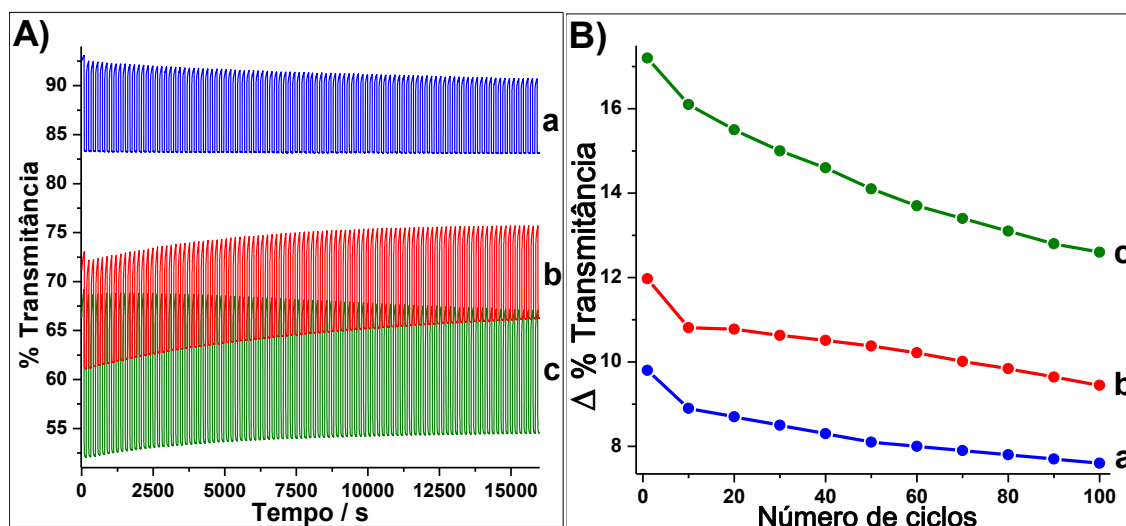 A)
% Transmitância
90
85
80
75
70
65
60
55
a
b
c
0 2500 5000 7500 10000 12500 15000
Tempo / s
B)
Δ % Transmitância
16
14
12
10
8
c
b
a
0 20 40 60 80 100
Número de ciclos